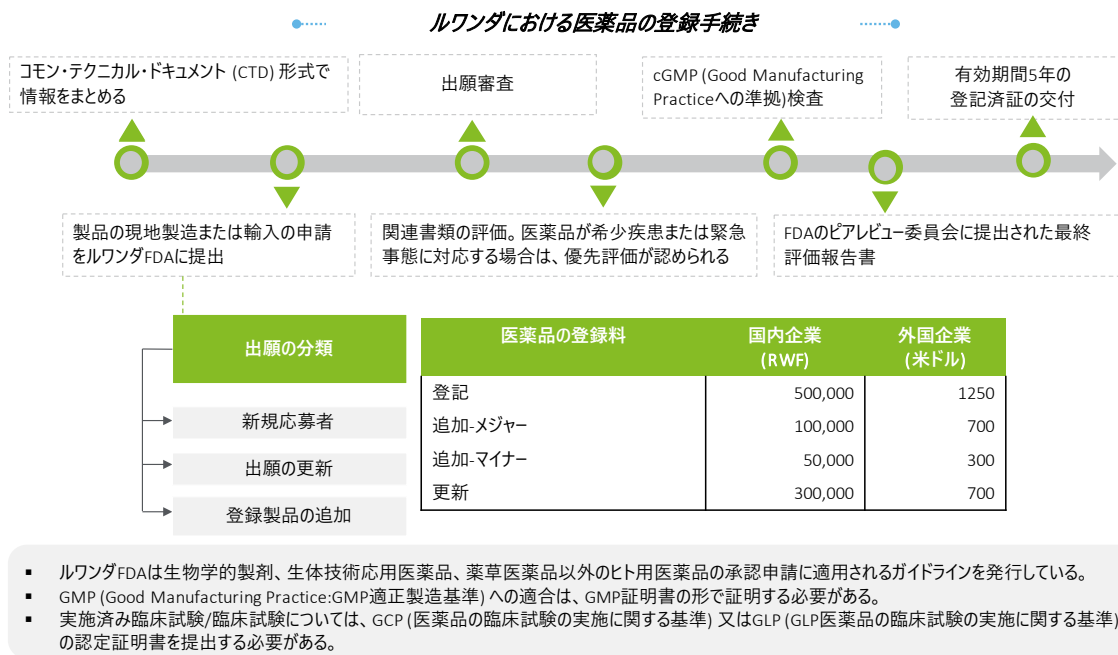 ルワンダにおける医薬品の登録手続き
コモン・テクニカル・ドキュメント (CTD) 形式で
情報をまとめる
出願審査
cGMP (Good Manufacturing
Practiceへの準拠)検査
有効期間5年の
登記済証の交付
製品の現地製造または輸入の申請
をルワンダFDAに提出
関連書類の評価。医薬品が希少疾患または緊急
事態に対応する場合は、優先評価が認められる
FDAのピアレビュー委員会に提出された最終
評価報告書
出願の分類
新規応募者
出願の更新
登録製品の追加
医薬品の登録料 国内企業 外国企業
(RWF) (米ドル)
登記 500,000 1250
追加-メジャー 100,000 700
追加-マイナー 50,000 300
更新 300,000 700
▪ ルワンダFDAは生物学的製剤、生体技術応用医薬品、薬草医薬品以外のヒト用医薬品の承認申請に適用されるガイドラインを発行している。
▪ GMP (Good Manufacturing Practice:GMP適正製造基準) への適合は、GMP証明書の形で証明する必要がある。
▪ 実施済み臨床試験/臨床試験については、GCP (医薬品の臨床試験の実施に関する基準) 又はGLP (GLP医薬品の臨床試験の実施に関する基準)
の認定証明書を提出する必要がある。